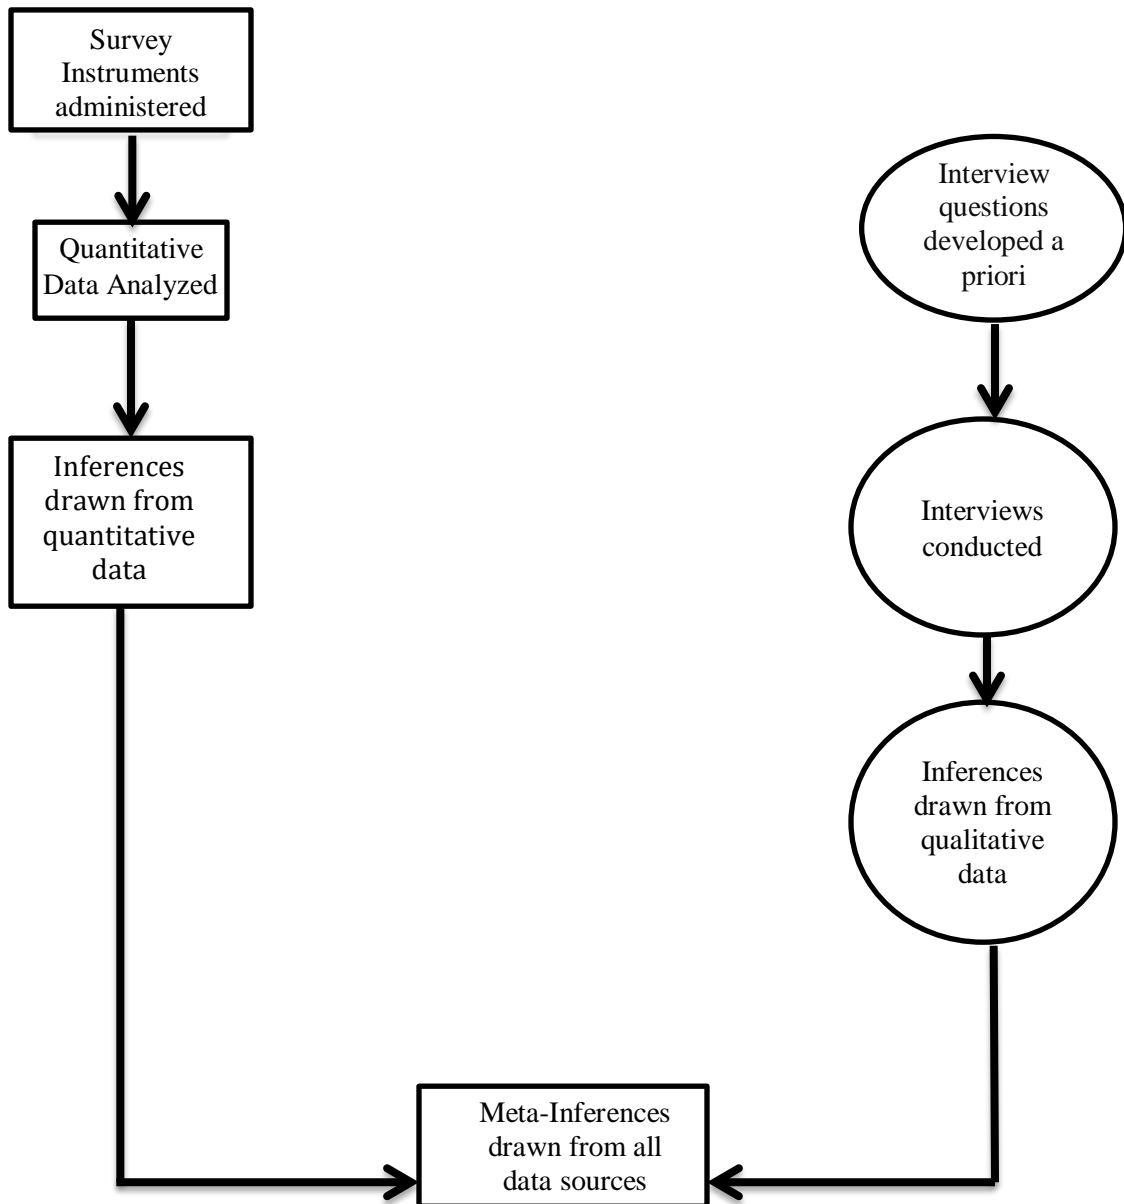 Survey
Instruments
administered
Quantitative
Data Analyzed
Inferences
drawn from
quantitative
data
Interview
questions
developed a
priori
Interviews
conducted
Inferences
drawn from
qualitative
data
Meta-Inferences
drawn from all
data sources